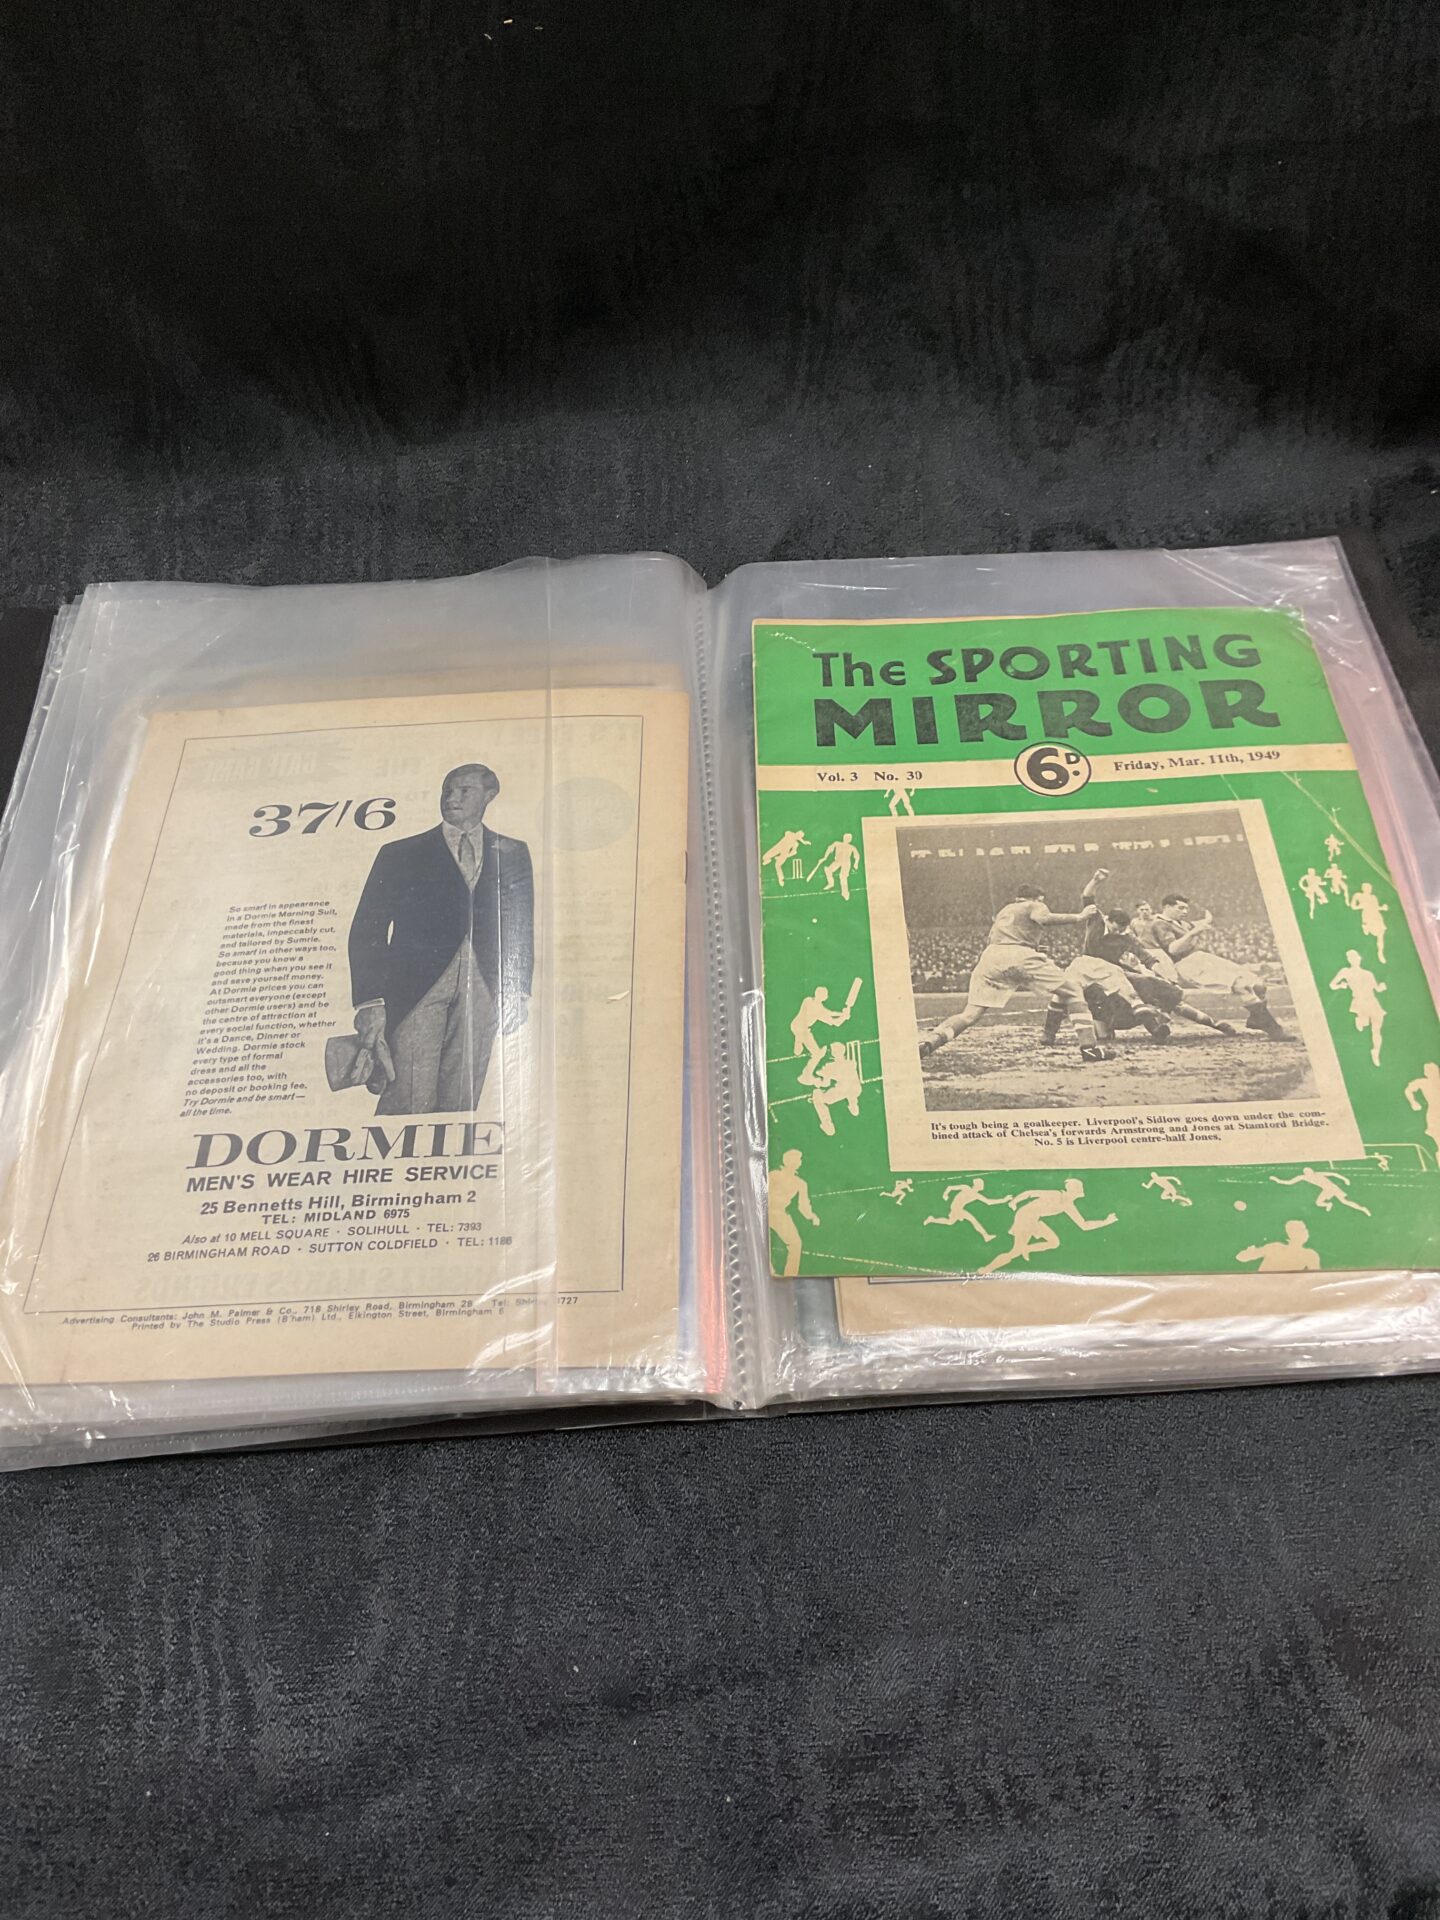 37/6
So smart in appearance
in a Dormie Morning Suit,
made from the finest
materials, impeccably cut,
and tailored by Sumrie.
So smart in other ways too,
because you know a
good thing when you see it
and save yourself money.
At Dormie prices you can
outsmart everyone (except
other Dormie users) and be
the centre of attraction at
every social function, whether
it's a Dance, Dinner or
Wedding. Dormie stock
every type of formal
dress and all the
accessories too, with
no deposit or booking fee.
Try Dormie and be smart—
all the time.
DORMIE
MEN'S WEAR HIRE SERVICE
25 Bennetts Hill, Birmingham 2
TEL: MIDLAND 6975
Also at 10 MELL SQUARE · SOLIHULL · TEL: 7393
26 BIRMINGHAM ROAD · SUTTON COLDFIELD · TEL: 1186
Advertising Consultants: John M. Palmer & Co., 718 Shirley Road, Birmingham 28 Tel:
Printed by The Studio Press (B'ham) Ltd., Elkington Street, Birmingham 6
The SPORTING
MIRROR
Vol. 3 No. 30 6D. Friday, Mar. 11th, 1949
It's tough being a goalkeeper. Liverpool's Sidlow goes down under the com-
bined attack of Chelsea's forwards Armstrong and Jones at Stamford Bridge.
No. 5 is Liverpool centre-half Jones.